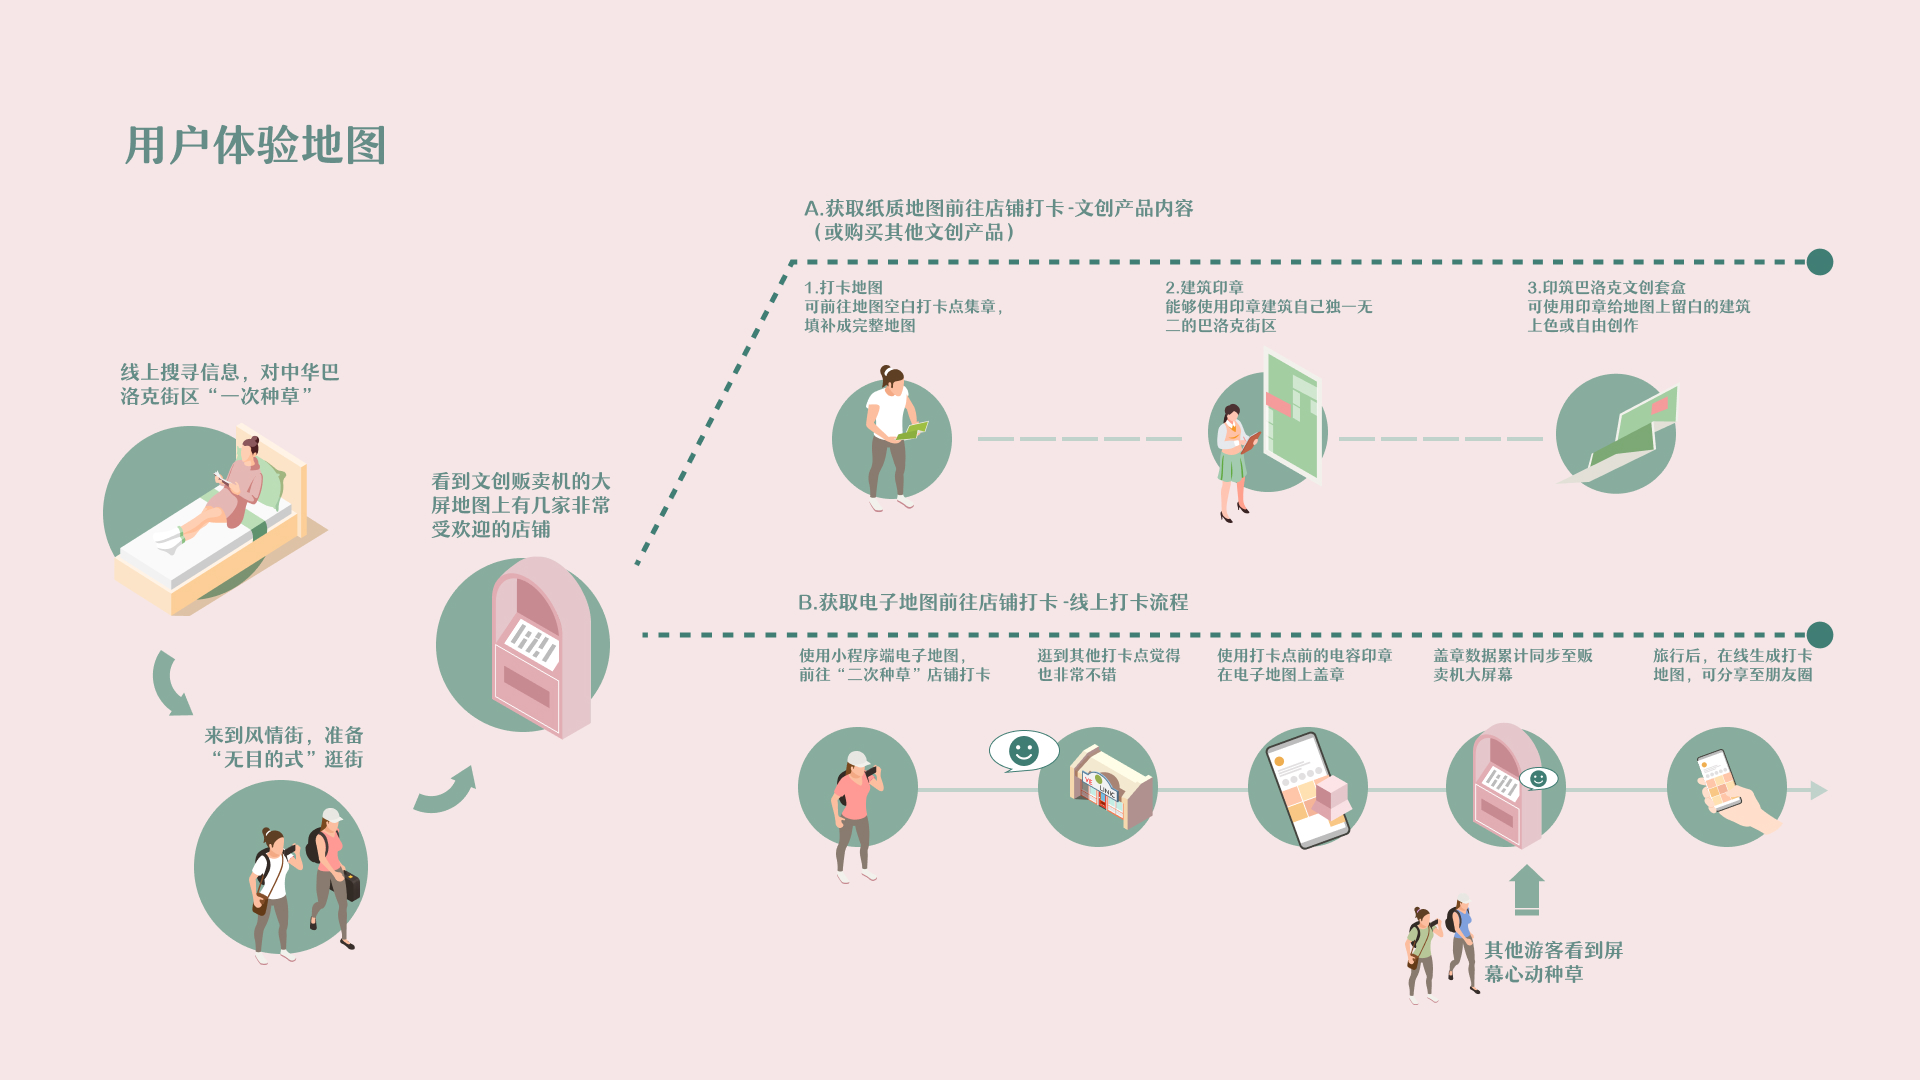 用户体验地图
线上搜寻信息，对中华巴
洛克街区“一次种草”
来到风情街，准备
“无目的式”逛街
看到文创贩卖机的大
屏地图上有几家非常
受欢迎的店铺
A.获取纸质地图前往店铺打卡-文创产品内容
（或购买其他文创产品）
1.打卡地图
可前往地图空白打卡点集章，
填补成完整地图
2.建筑印章
能够使用印章建筑自己独一无
二的巴洛克街区
3.印筑巴洛克文创套盒
可使用印章给地图上留白的建筑
上色或自由创作
B.获取电子地图前往店铺打卡-线上打卡流程
使用小程序端电子地图，
前往“二次种草”店铺打卡
逛到其他打卡点觉得
也非常不错
使用打卡点前的电容印章
在电子地图上盖章
盖章数据累计同步至贩
卖机大屏幕
旅行后，在线生成打卡
地图，可分享至朋友圈
其他游客看到屏
幕心动种草